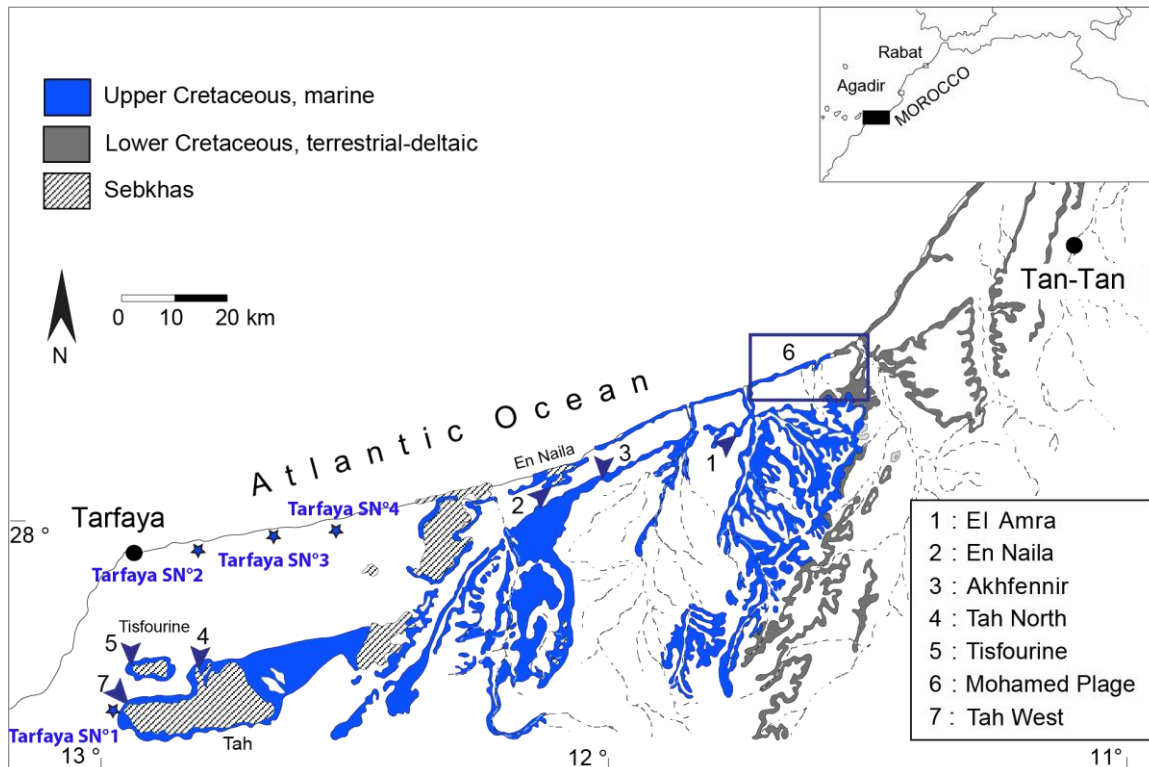 Upper Cretaceous, marine
Lower Cretaceous, terrestrial-deltaic
Sebkhas
Rabat
Agadir
MOROCCO
N
0 10 20 km
Tan-Tan
Atlantic Ocean
6
En Naila
3
1
2
Tarfaya SN°4
Tarfaya
28 °
Tarfaya SN°3
Tarfaya SN°2
Tisfourine
5
4
7
Tarfaya SN°1
Tah
13 °
12 °
11°
1 : El Amra
2 : En Naila
3 : Akhfennir
4 : Tah North
5 : Tisfourine
6 : Mohamed Plage
7 : Tah West